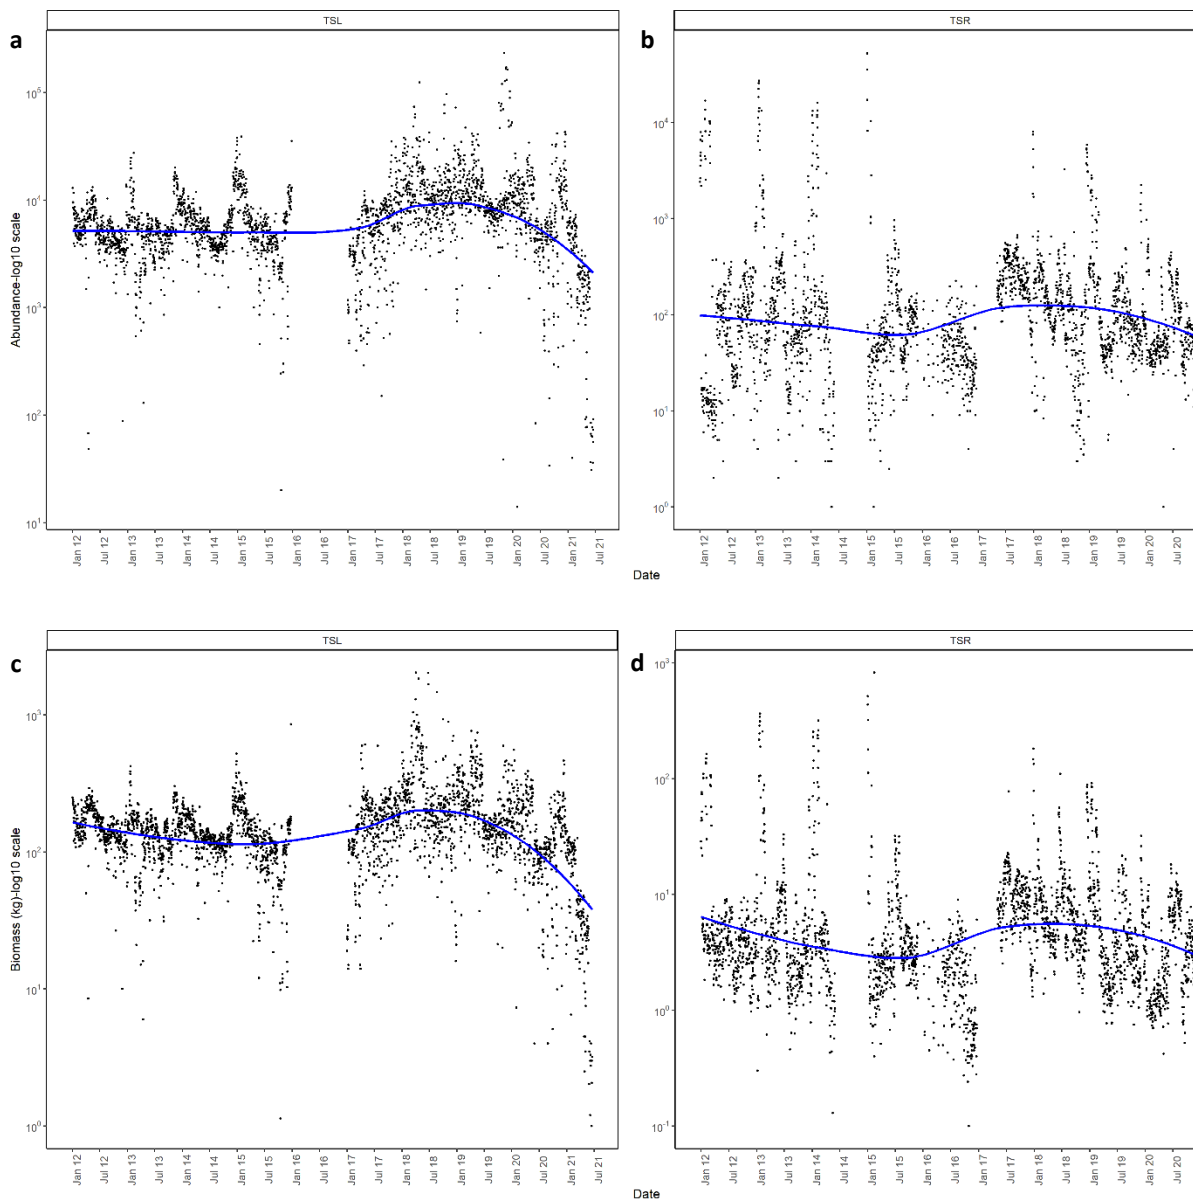 TSL
TSR
a
b
10⁵
10⁴
10³
10²
10¹
Abundance-log10 scale
10⁴
10³
10²
10¹
10⁰
Jan 12
Jul 12
Jan 13
Jul 13
Jan 14
Jul 14
Jan 15
Jul 15
Jan 16
Jul 16
Jan 17
Jul 17
Jan 18
Jul 18
Jan 19
Jul 19
Jan 20
Jul 20
Jan 21
Jul 21
Jan 12
Jul 12
Jan 13
Jul 13
Jan 14
Jul 14
Jan 15
Jul 15
Jan 16
Jul 16
Jan 17
Jul 17
Jan 18
Jul 18
Jan 19
Jul 19
Jan 20
Jul 20
Date
TSL
TSR
c
d
10³
10²
10¹
10⁰
Biomass (kg)-log10 scale
10³
10²
10¹
10⁰
10⁻¹
Jan 12
Jul 12
Jan 13
Jul 13
Jan 14
Jul 14
Jan 15
Jul 15
Jan 16
Jul 16
Jan 17
Jul 17
Jan 18
Jul 18
Jan 19
Jul 19
Jan 20
Jul 20
Jan 21
Jul 21
Jan 12
Jul 12
Jan 13
Jul 13
Jan 14
Jul 14
Jan 15
Jul 15
Jan 16
Jul 16
Jan 17
Jul 17
Jan 18
Jul 18
Jan 19
Jul 19
Jan 20
Jul 20
Date